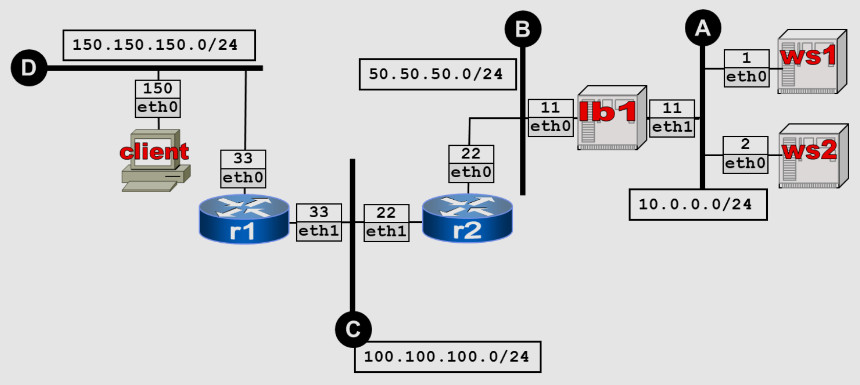 150.150.150.0/24
D
150
eth0
client
33
eth0
r1
33
eth1
C
100.100.100.0/24
22
eth1
r2
22
eth0
50.50.50.0/24
B
11
eth0
lb1
11
eth1
A
10.0.0.0/24
1
eth0
ws1
2
eth0
ws2